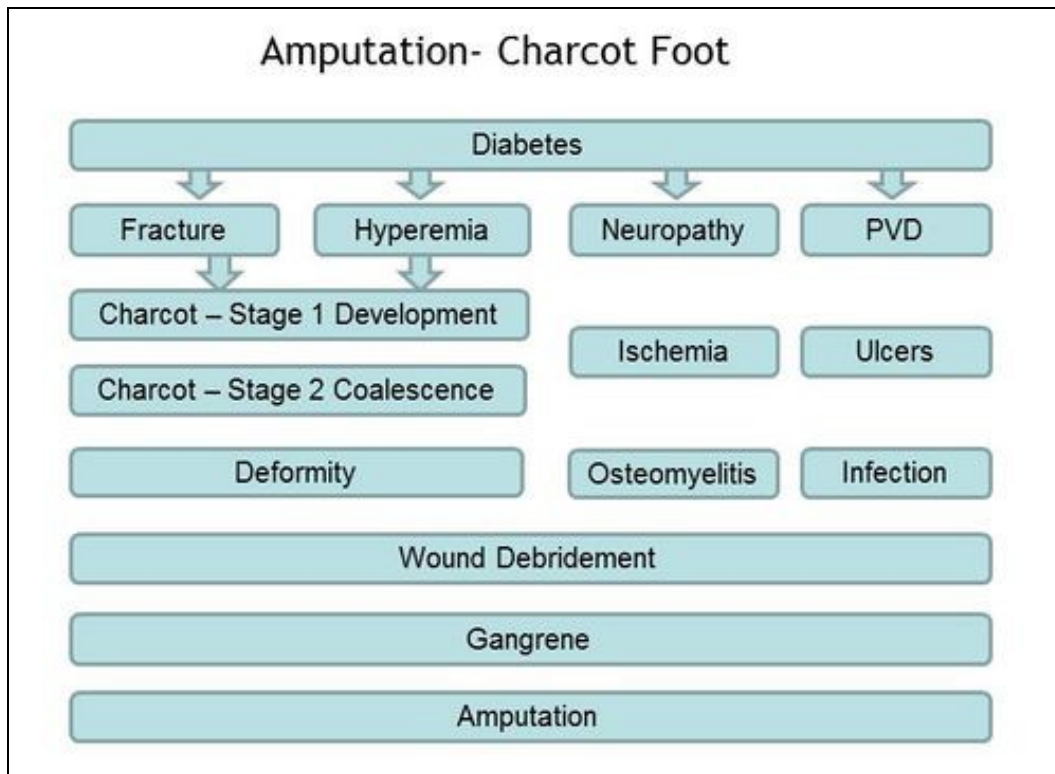 Amputation- Charcot Foot
Diabetes
Fracture
Hyperemia
Neuropathy
PVD
Charcot – Stage 1 Development
Ischemia
Ulcers
Charcot – Stage 2 Coalescence
Deformity
Osteomyelitis
Infection
Wound Debridement
Gangrene
Amputation